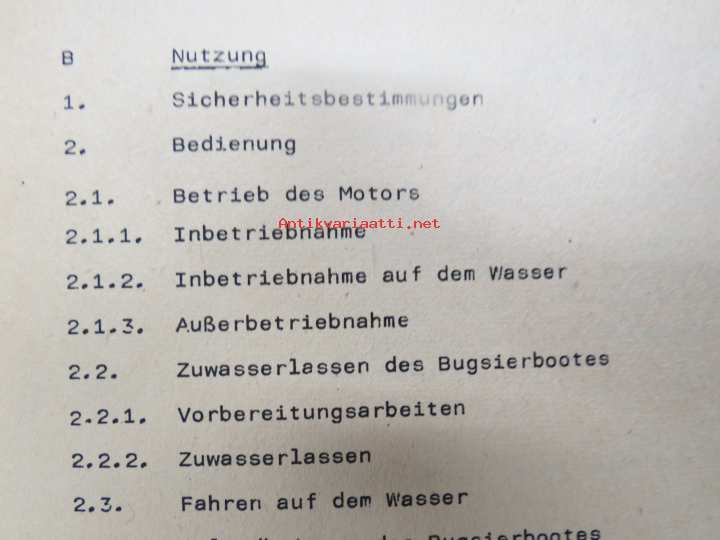 B Nutzung
1. Sicherheitsbestimmungen
2. Bedienung
2.1. Betrieb des Motors
Antikvariaatti.net
2.1.1. Inbetriebnahme
2.1.2. Inbetriebnahme auf dem Wasser
2.1.3. Außerbetriebnahme
2.2. Zuwasserlassen des Bugsierbootes
2.2.1. Vorbereitungsarbeiten
2.2.2. Zuwasserlassen
2.3. Fahren auf dem Wasser
des Bugsierbootes